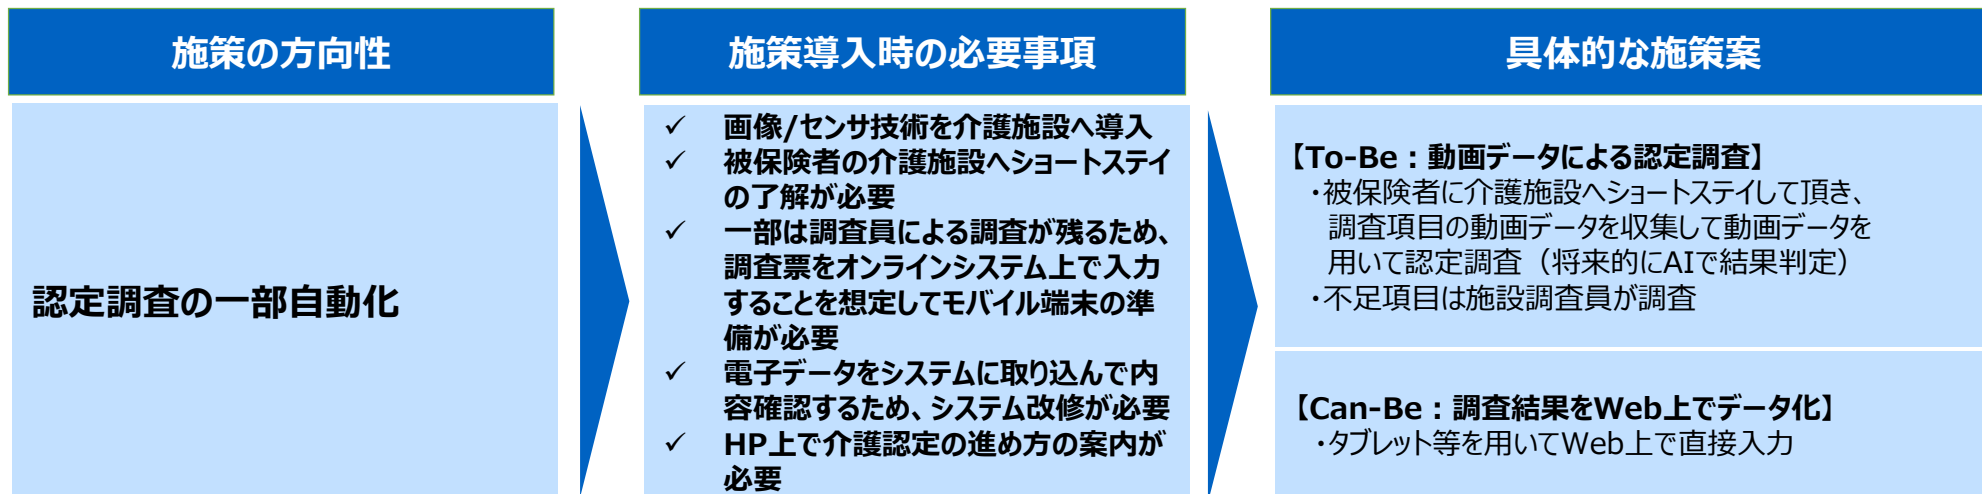 施策の方向性
認定調査の一部自動化
施策導入時の必要事項
✓ 画像/センサ技術を介護施設へ導入
✓ 被保険者の介護施設へショートステイ
の了解が必要
✓ 一部は調査員による調査が残るため、
調査票をオンラインシステム上で入力
することを想定してモバイル端末の準
備が必要
✓ 電子データをシステムに取り込んで内
容確認するため、システム改修が必要
✓ HP上で介護認定の進め方の案内が
必要
具体的な施策案
【To-Be：動画データによる認定調査】
・被保険者に介護施設へショートステイして頂き、
調査項目の動画データを収集して動画データを
用いて認定調査（将来的にAIで結果判定）
・不足項目は施設調査員が調査
【Can-Be：調査結果をWeb上でデータ化】
・タブレット等を用いてWeb上で直接入力